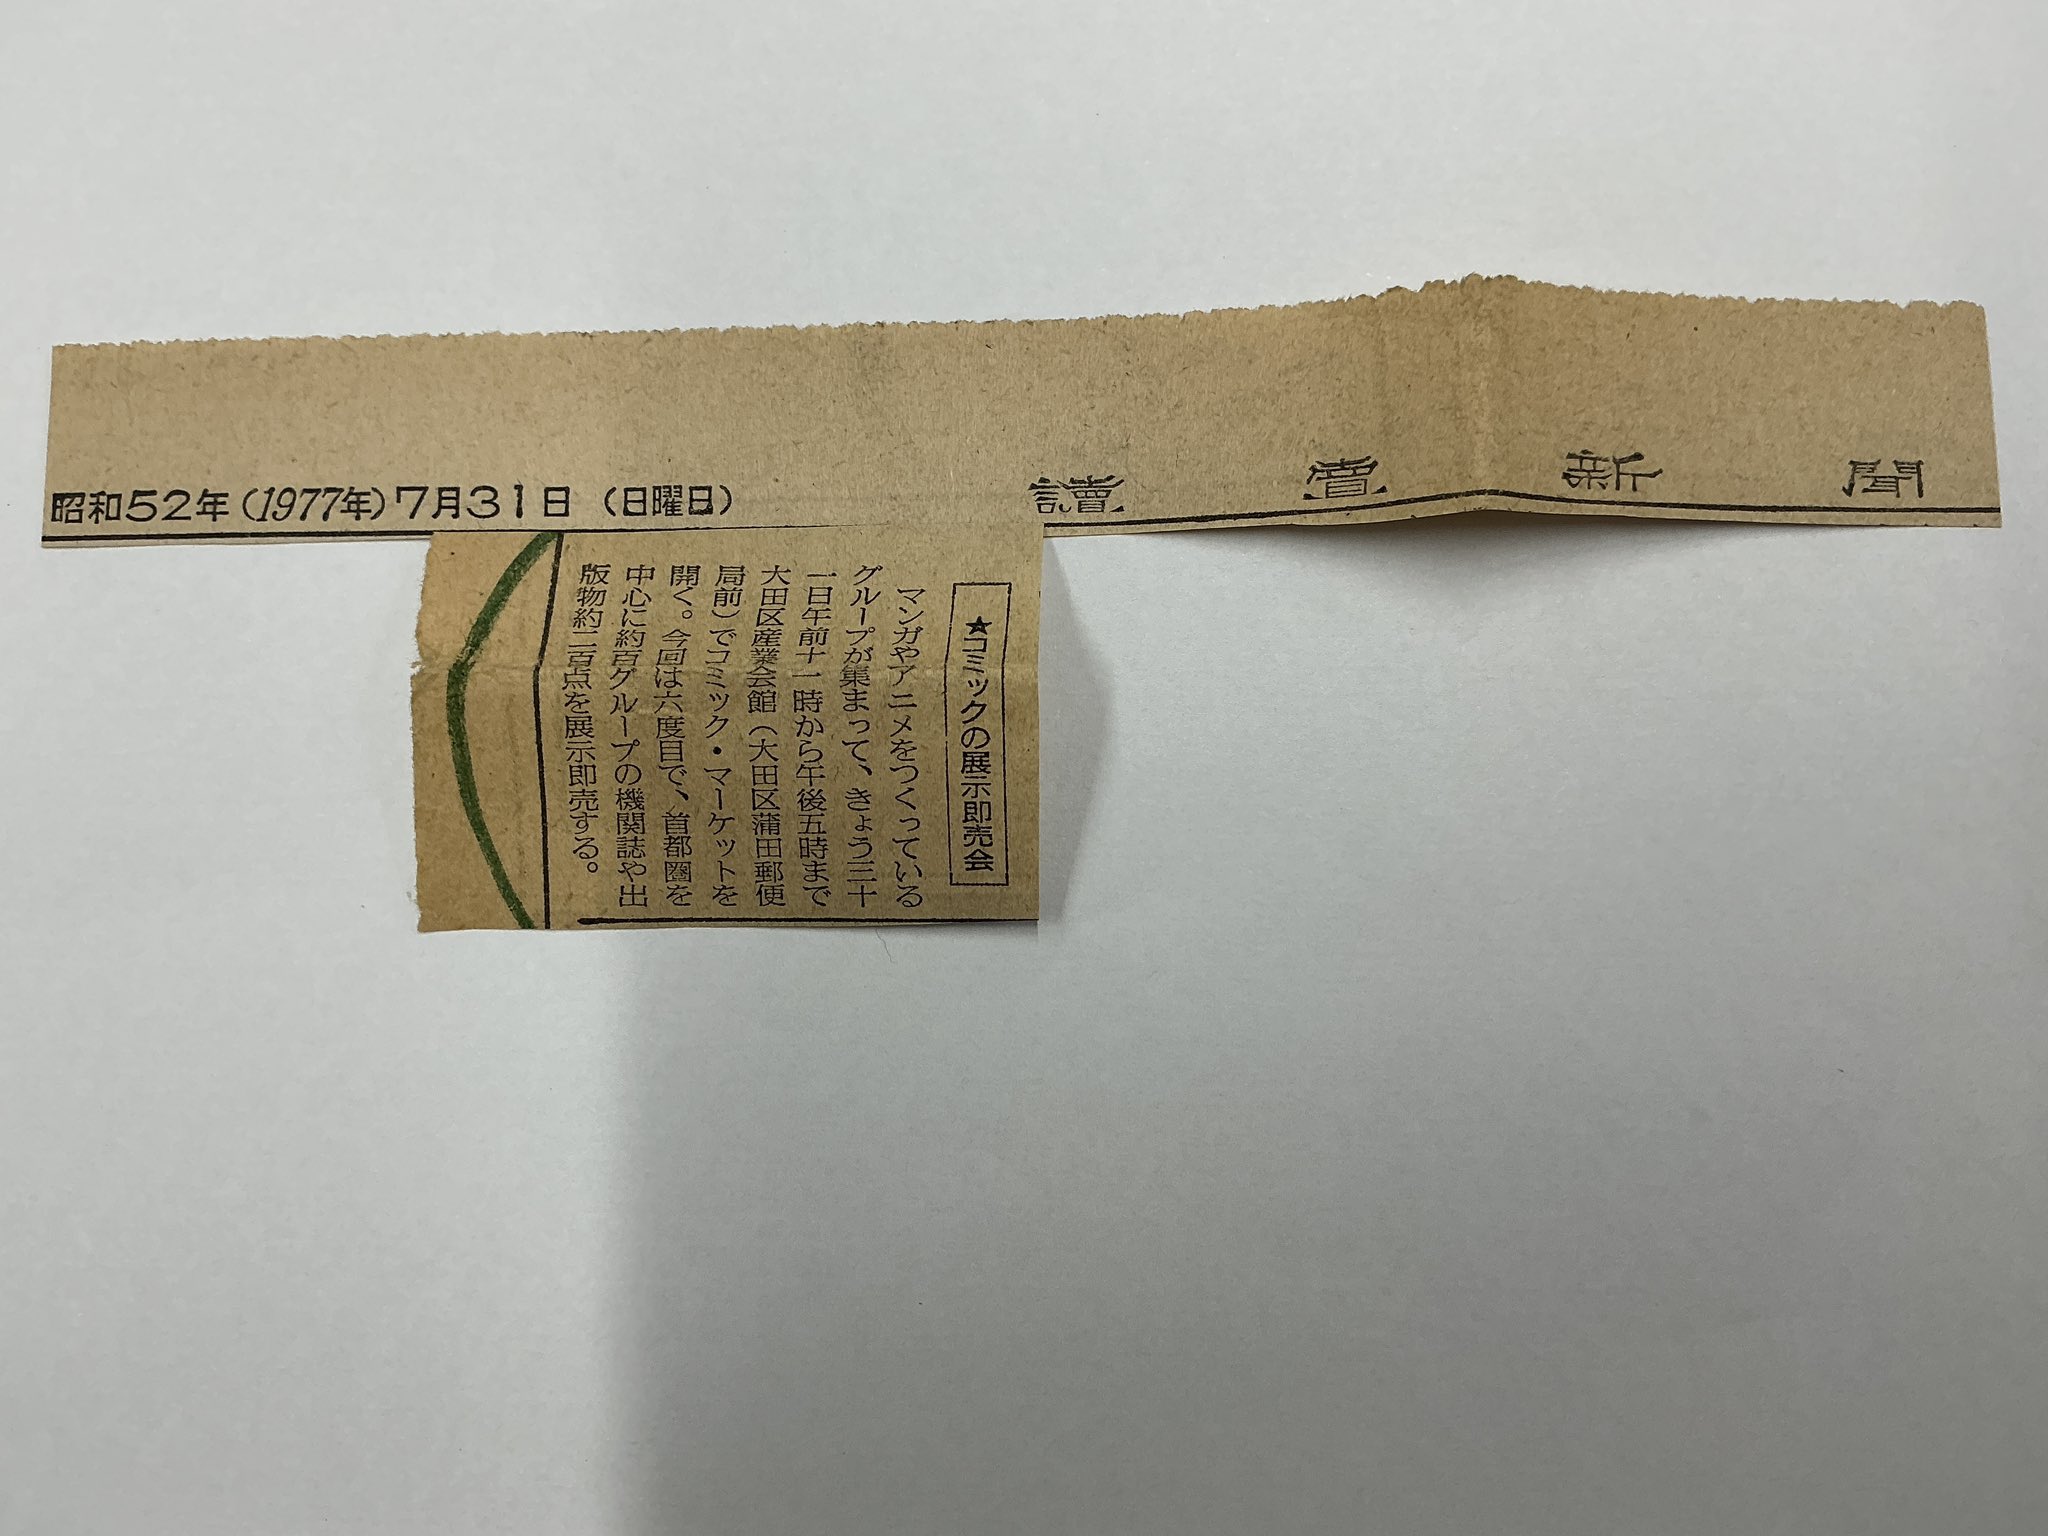 昭和52年(1977年)7月31日（日曜日）
讀賣新聞
★コミックの展示即売会
マンガやアニメをつくっている
グループが集まって、きょう三十
一日午前十一時から午後五時まで
大田区産業会館（大田区蒲田郵便
局前）でコミック・マーケットを
開く。今回は六度目で、首都圏を
中心に約百グループの機関誌や出
版物約二百点を展示即売する。